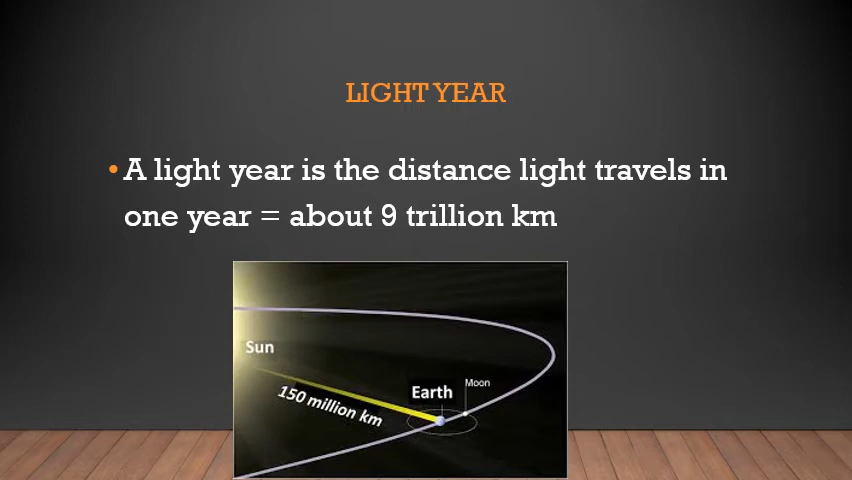 LIGHT YEAR
• A light year is the distance light travels in
one year = about 9 trillion km
Sun
150 million km
Earth
Moon